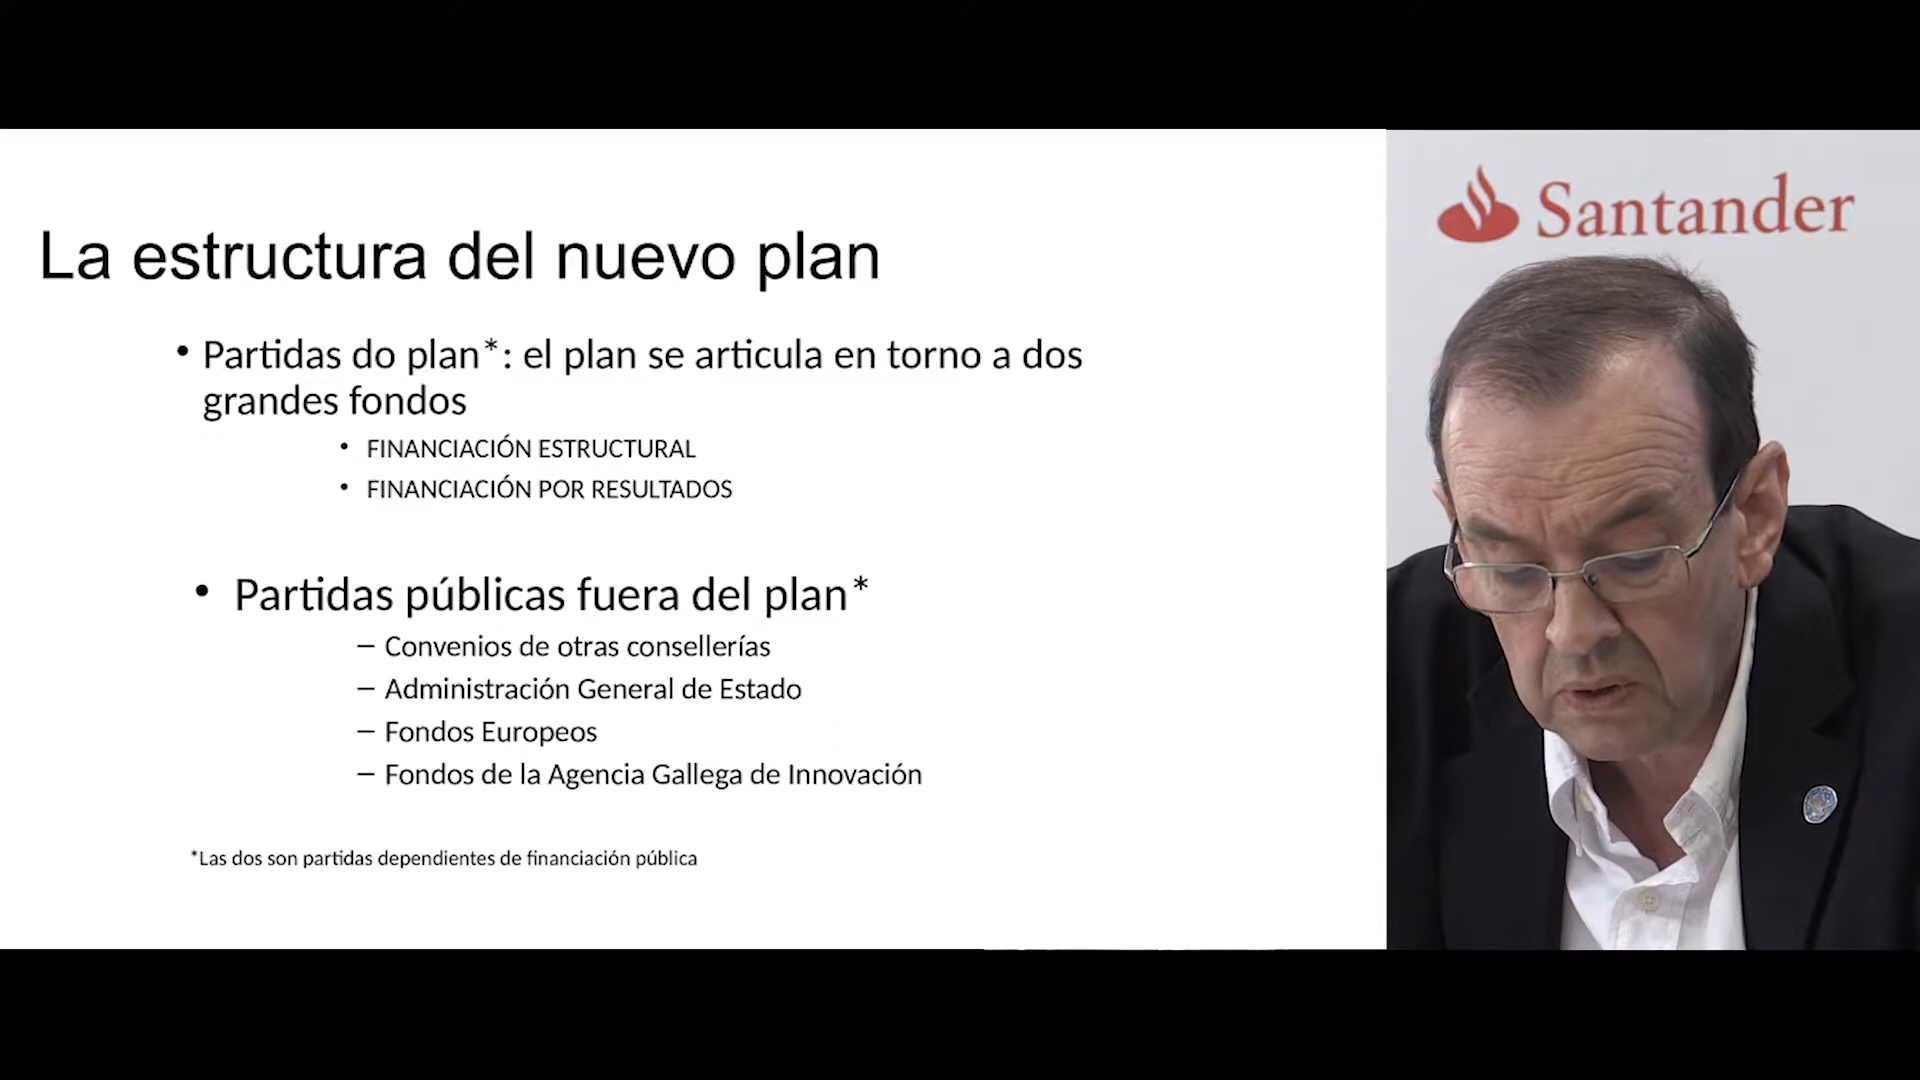 La estructura del nuevo plan
• Partidas do plan*: el plan se articula en torno a dos
grandes fondos
• FINANCIACIÓN ESTRUCTURAL
• FINANCIACIÓN POR RESULTADOS
• Partidas públicas fuera del plan*
– Convenios de otras consellerías
– Administración General de Estado
– Fondos Europeos
– Fondos de la Agencia Gallega de Innovación
*Las dos son partidas dependientes de financiación pública
Santander